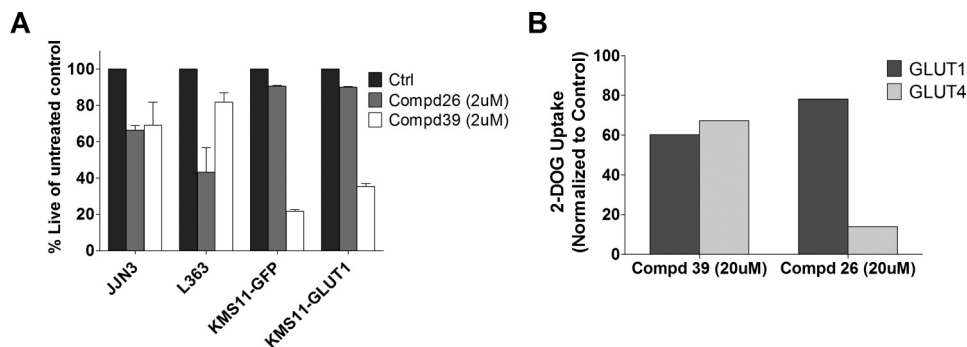 A
% Live of untreated control
100
80
60
40
20
0
Ctrl
Compd26 (2uM)
Compd39 (2uM)
JJN3
L363
KMS11-GFP
KMS11-GLUT1
B
2-DOG Uptake
(Normalized to Control)
100
80
60
40
20
0
GLUT1
GLUT4
Compd 39 (20uM)
Compd 26 (20uM)